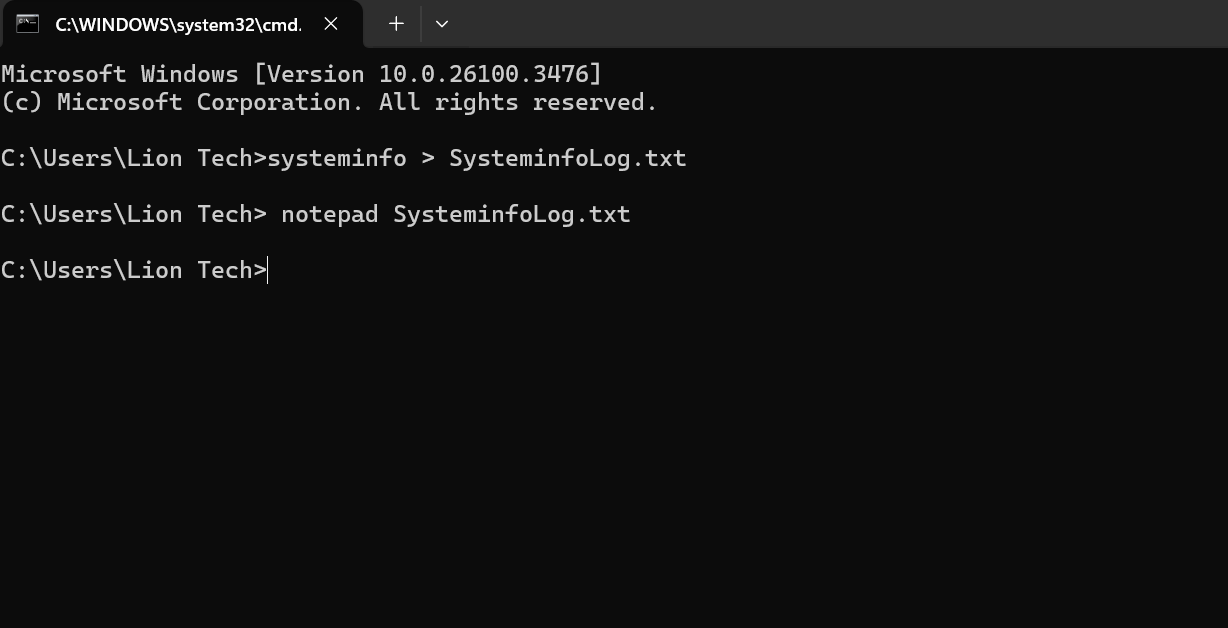 C:\WINDOWS\system32\cmd.
Microsoft Windows [Version 10.0.26100.3476]
(c) Microsoft Corporation. All rights reserved.
C:\Users\Lion Tech>systeminfo > SysteminfoLog.txt
C:\Users\Lion Tech> notepad SysteminfoLog.txt
C:\Users\Lion Tech>